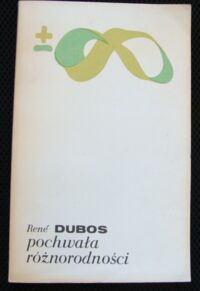 ±
René DUBOS
pochwała
różnorodności